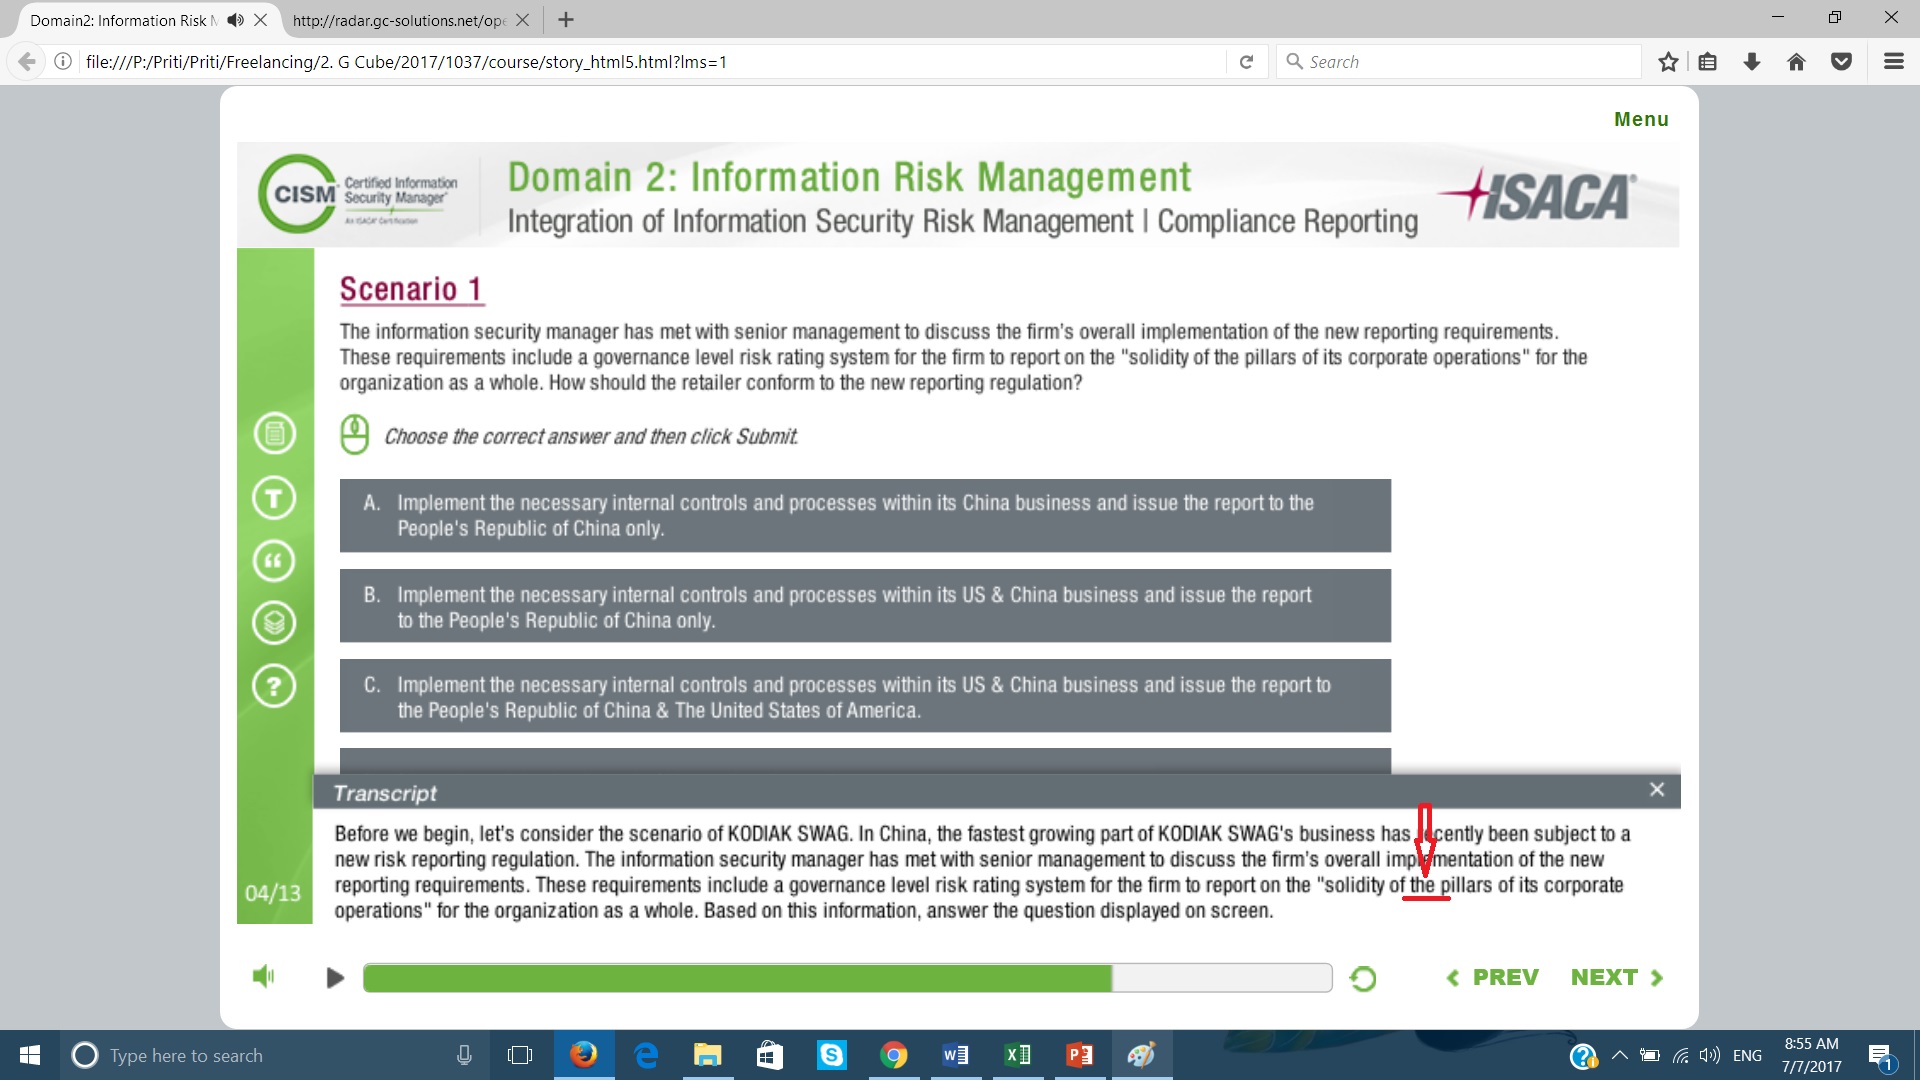 Domain2: Information Risk M
http://radar.gc-solutions.net/ope
file:///P:/Priti/Priti/Freelancing/2. G Cube/2017/1037/course/story_html5.html?lms=1
Search
Menu
CISM
Certified Information
Security Manager
An ISACA Certification
Domain 2: Information Risk Management
Integration of Information Security Risk Management | Compliance Reporting
ISACA®
Scenario 1
The information security manager has met with senior management to discuss the firm's overall implementation of the new reporting requirements.
These requirements include a governance level risk rating system for the firm to report on the "solidity of the pillars of its corporate operations" for the
organization as a whole. How should the retailer conform to the new reporting regulation?
Choose the correct answer and then click Submit.
A. Implement the necessary internal controls and processes within its China business and issue the report to the
People's Republic of China only.
B. Implement the necessary internal controls and processes within its US & China business and issue the report
to the People's Republic of China only.
C. Implement the necessary internal controls and processes within its US & China business and issue the report to
the People's Republic of China & The United States of America.
Transcript
Before we begin, let's consider the scenario of KODIAK SWAG. In China, the fastest growing part of KODIAK SWAG's business has recently been subject to a
new risk reporting regulation. The information security manager has met with senior management to discuss the firm's overall implementation of the new
reporting requirements. These requirements include a governance level risk rating system for the firm to report on the "solidity of the pillars of its corporate
operations" for the organization as a whole. Based on this information, answer the question displayed on screen.
04/13
PREV
NEXT
Type here to search
ENG
8:55 AM
7/7/2017
1